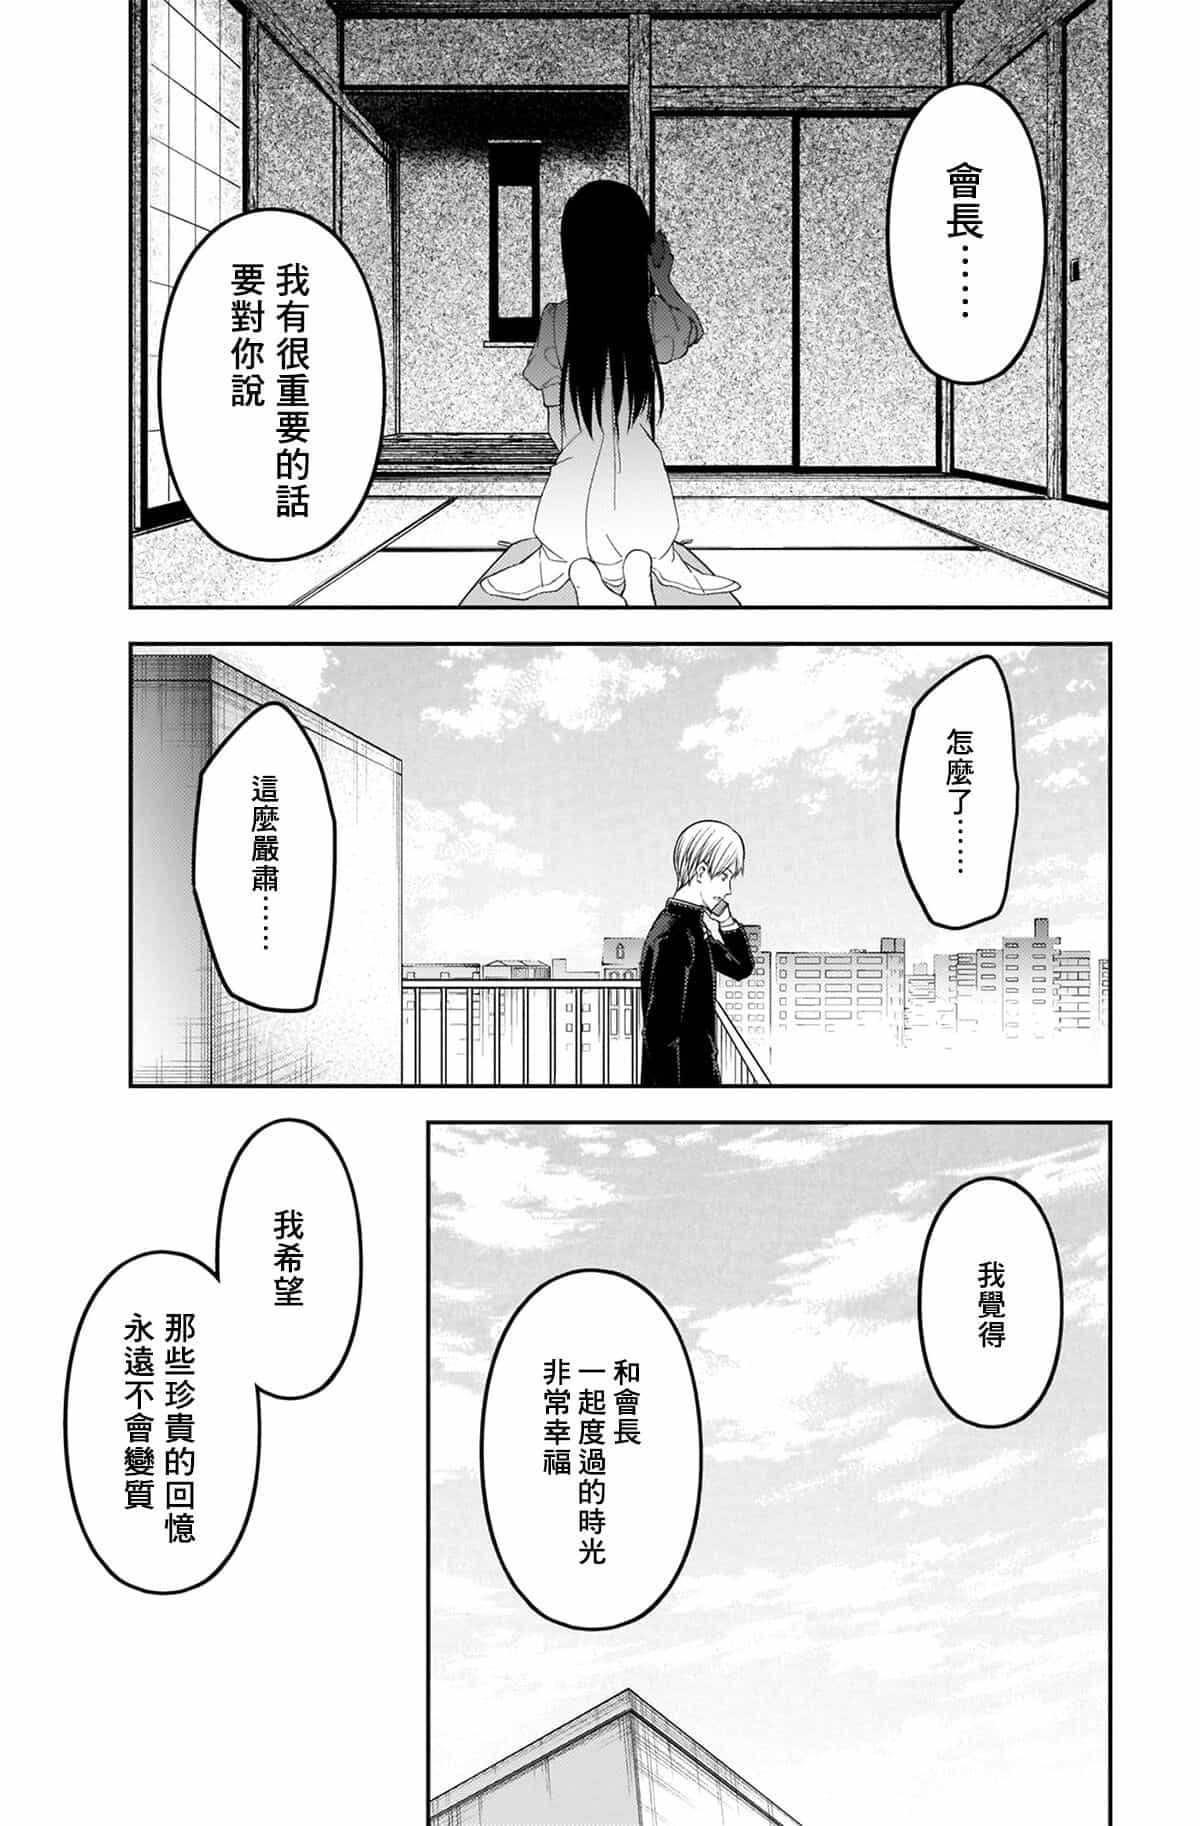 會長……
我有很重要的話
要對你說
怎麼了……
這麼嚴肅……
我覺得
和會長
一起度過的時光
非常幸福
我希望
那些珍貴的回憶
永遠不會變質